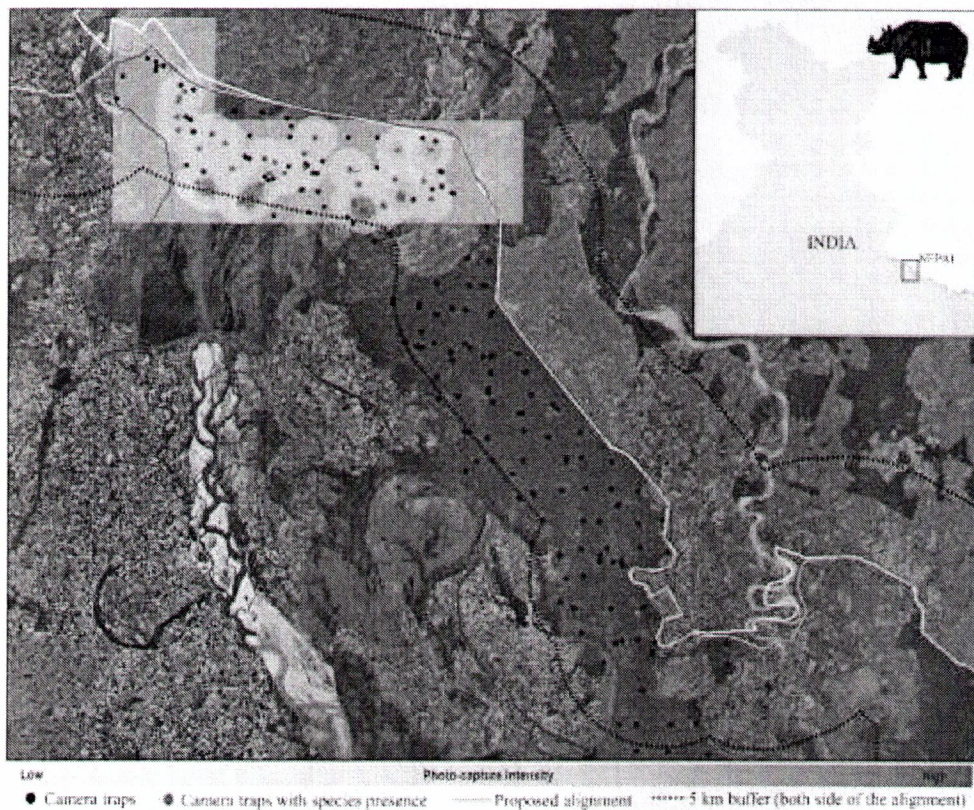 INDIA
NEPAL
Low Photo-capture intensity High
Camera traps Camera traps with species presence Proposed alignment 5 km buffer (both side of the alignment)